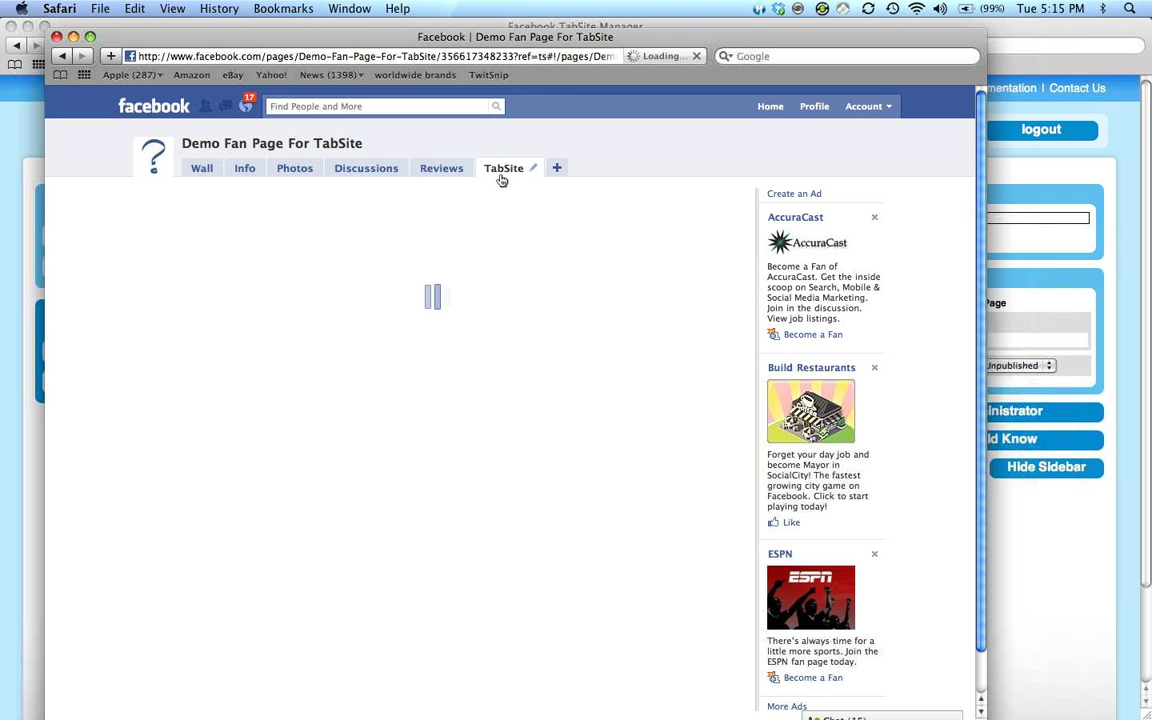 Safari File Edit View History Bookmarks Window Help (99%) Tue 5:15 PM
Facebook TabSite Manager
Facebook | Demo Fan Page For TabSite
http://www.facebook.com/pages/Demo-Fan-Page-For-TabSite/356617348233?ref=ts#!/pages/Dem Loading... Google
Apple (287) Amazon eBay Yahoo! News (1398) worldwide brands TwitSnip
mentation | Contact Us
17
facebook Find People and More Home Profile Account
logout
Demo Fan Page For TabSite
Wall Info Photos Discussions Reviews TabSite +
Create an Ad
AccuraCast
AccuraCast
Become a Fan of
AccuraCast. Get the inside
scoop on Search, Mobile &
Social Media Marketing.
Join in the discussion.
View job listings.
Become a Fan
Page
Unpublished
Build Restaurants
Forget your day job and
become Mayor in
SocialCity! The fastest
growing city game on
Facebook. Click to start
playing today!
Like
inistrator
ld Know
Hide Sidebar
ESPN
ESPN
There's always time for a
little more sports. Join the
ESPN fan page today.
Become a Fan
More Ads
Chat (15)